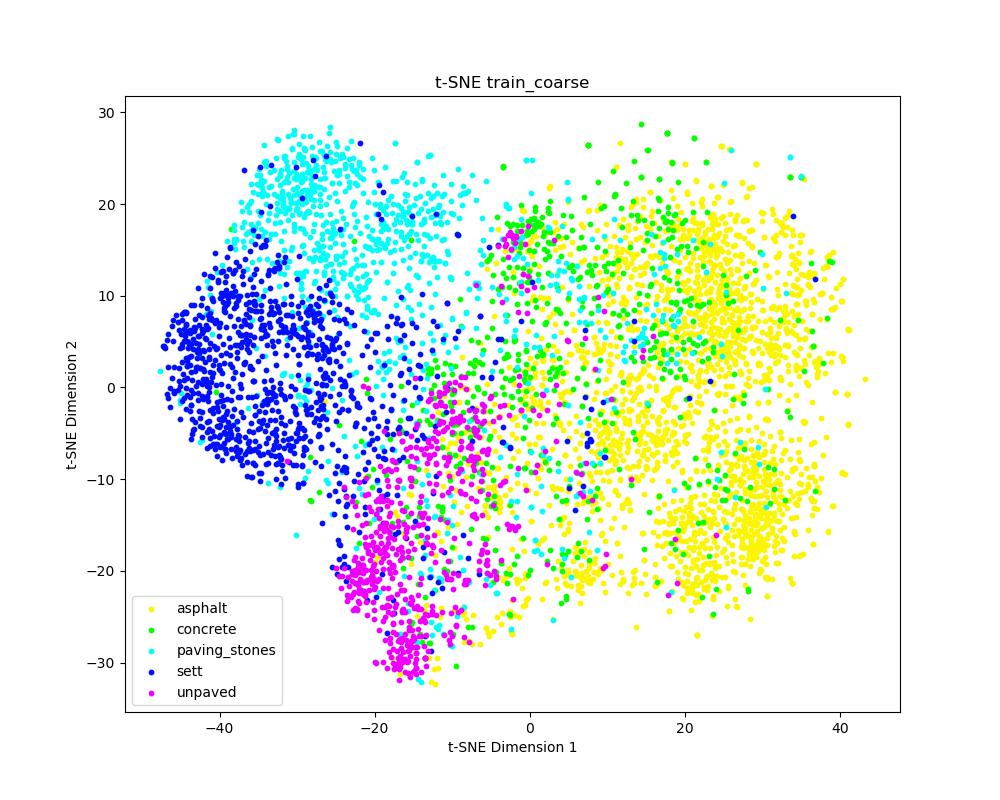 t-SNE train_coarse
30
20
10
0
−10
−20
−30
t-SNE Dimension 2
asphalt
concrete
paving_stones
sett
unpaved
−40
−20
0
20
40
t-SNE Dimension 1